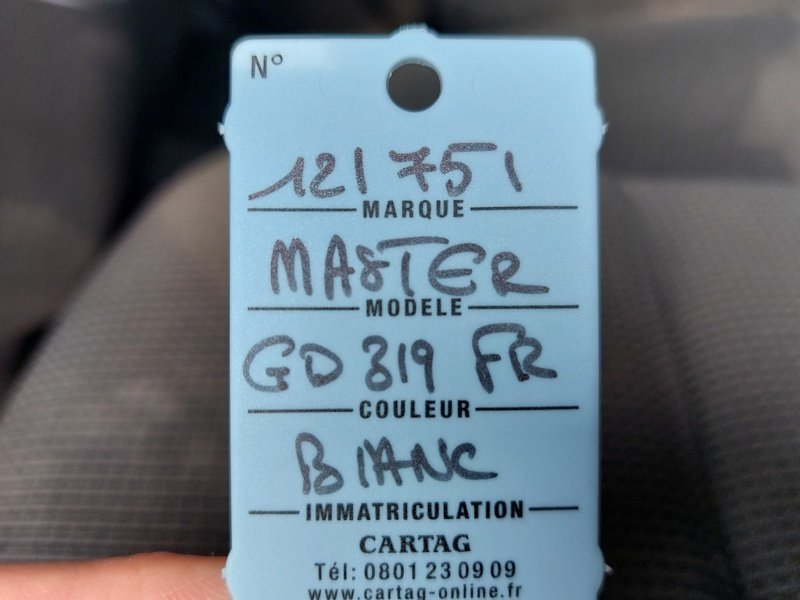 N°
121751
MARQUE
MASTER
MODELE
GD 819 FR
COULEUR
BLANC
IMMATRICULATION
CARTAG
Tél: 0801 23 09 09
www.cartag-online.fr